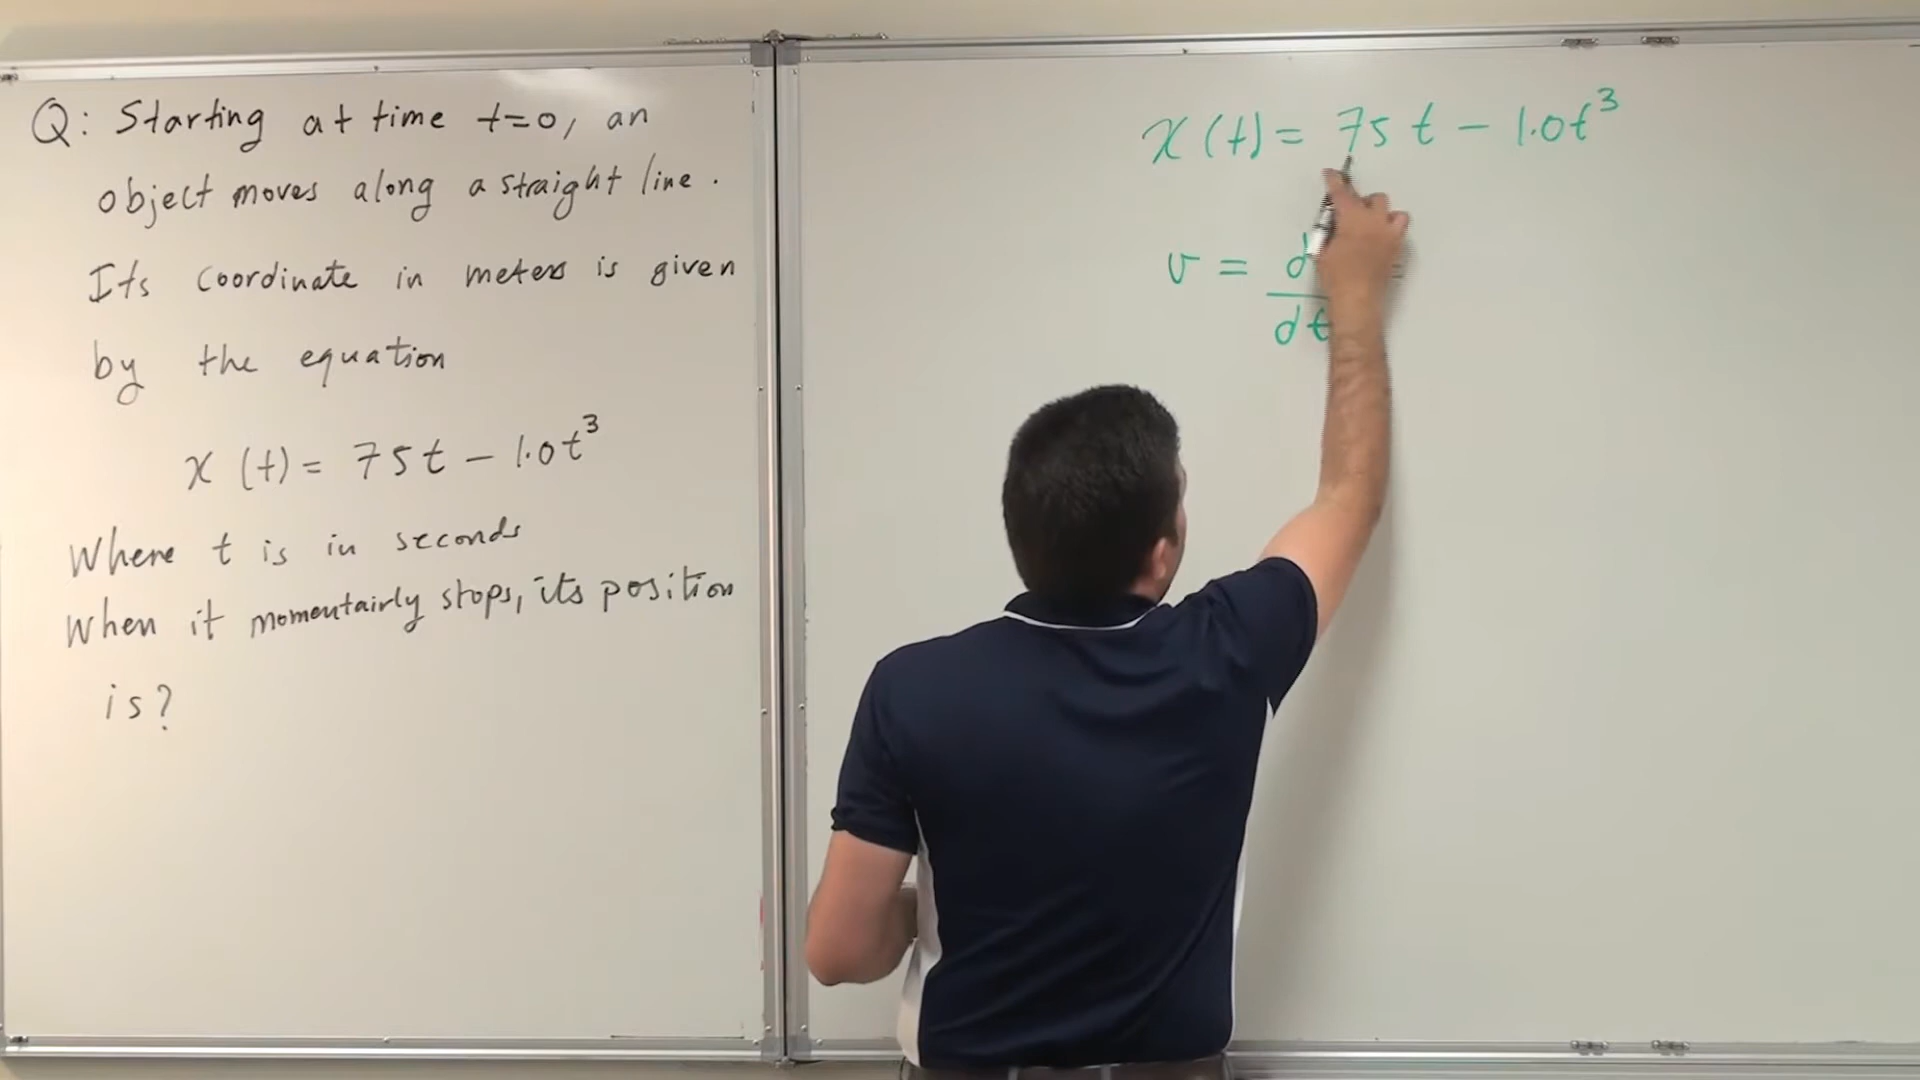 Q: Starting at time t=0, an
object moves along a straight line.
Its coordinate in meters is given
by the equation
x (t) = 75t - 1.0t³
Where t is in seconds
When it momentairly stops, its position
is?
x (t) = 75 t - 1.0t³
v = d
dt
=